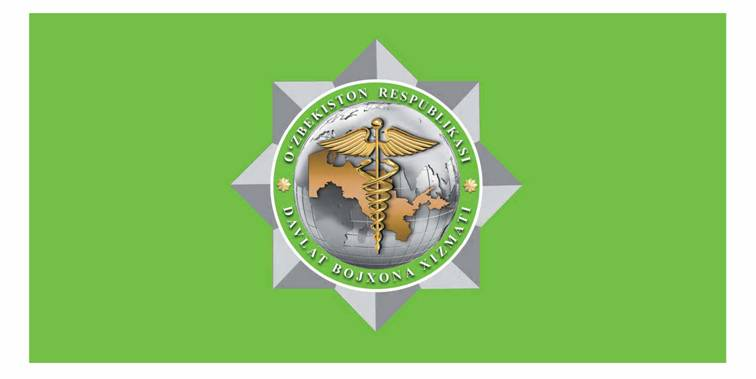 O‘ZBEKISTON RESPUBLIKASI
DAVLAT BOJXONA XIZMATI